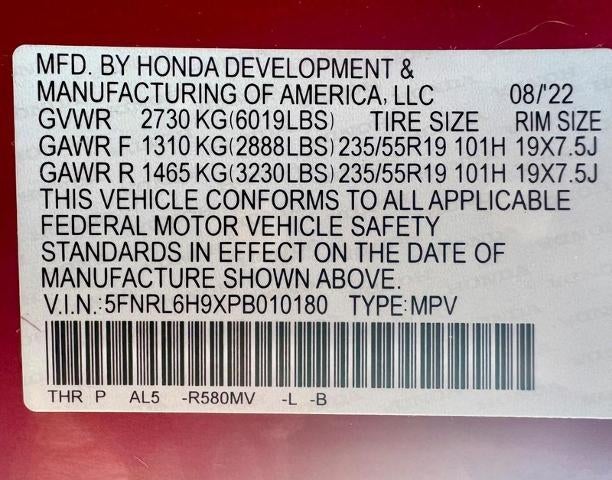 MFD. BY HONDA DEVELOPMENT &
MANUFACTURING OF AMERICA, LLC 08/'22
GVWR 2730 KG(6019LBS) TIRE SIZE RIM SIZE
GAWR F 1310 KG(2888LBS) 235/55R19 101H 19X7.5J
GAWR R 1465 KG(3230LBS) 235/55R19 101H 19X7.5J
THIS VEHICLE CONFORMS TO ALL APPLICABLE
FEDERAL MOTOR VEHICLE SAFETY
STANDARDS IN EFFECT ON THE DATE OF
MANUFACTURE SHOWN ABOVE.
V.I.N.:5FNRL6H9XPB010180 TYPE:MPV
THR P AL5 -R580MV -L -B